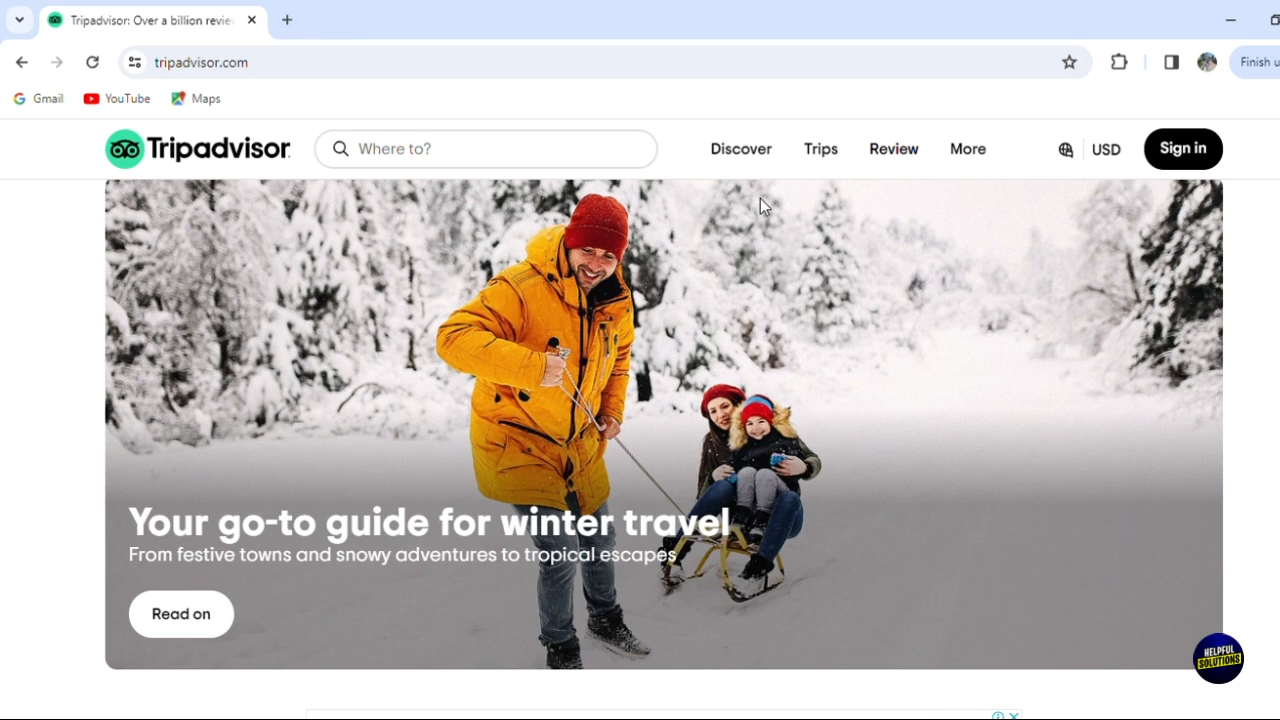 Tripadvisor: Over a billion revie
tripadvisor.com
Finish u
Gmail
YouTube
Maps
Tripadvisor
Where to?
Discover
Trips
Review
More
USD
Sign in
Your go-to guide for winter travel
From festive towns and snowy adventures to tropical escapes
Read on
HELPFUL
SOLUTIONS